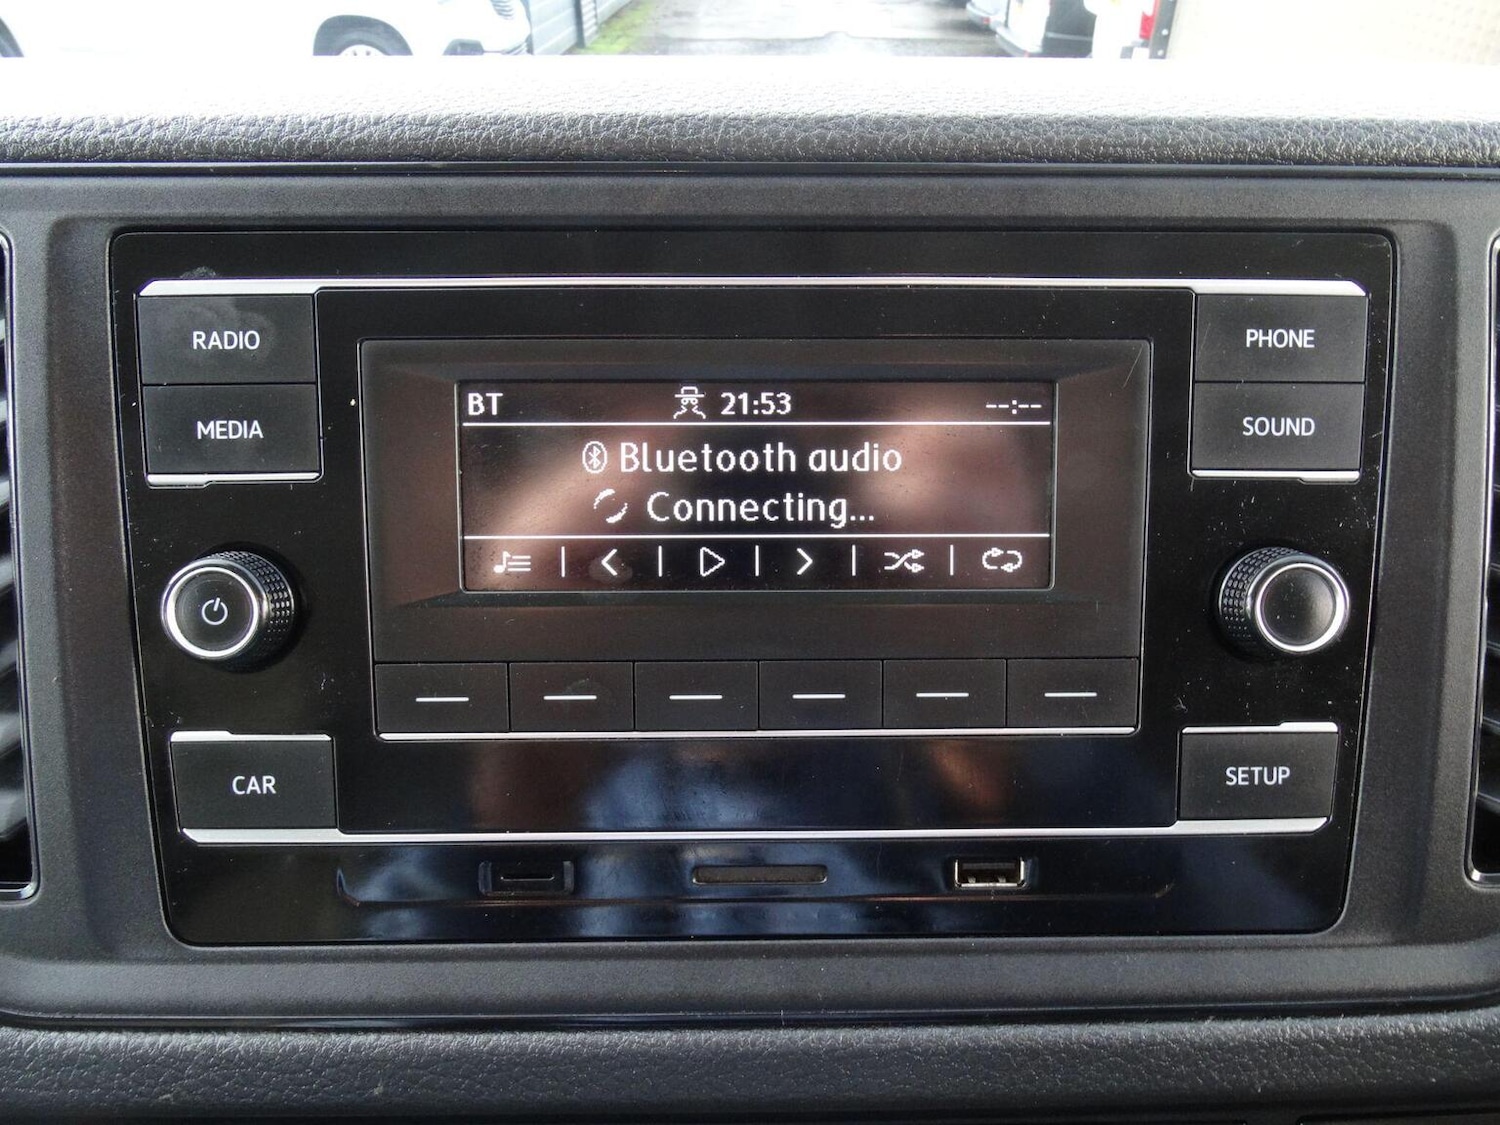 RADIO
MEDIA
BT 21:53 --:--
Bluetooth audio
Connecting...
PHONE
SOUND
CAR
SETUP